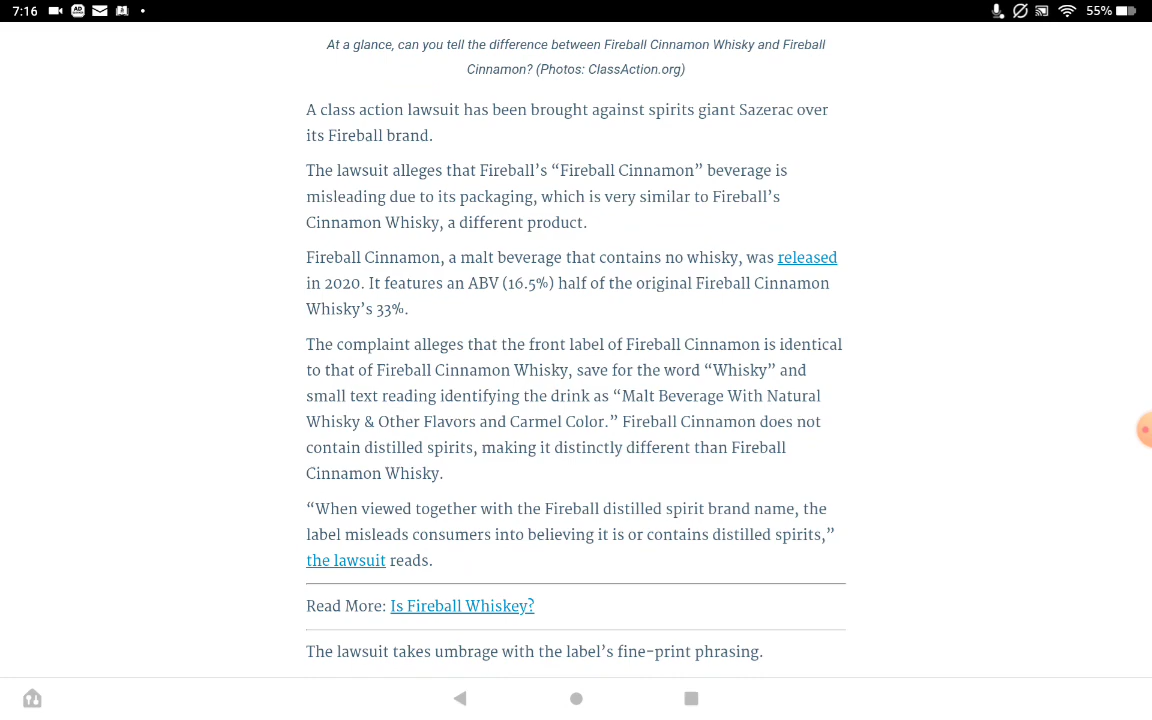 7:16
55%
At a glance, can you tell the difference between Fireball Cinnamon Whisky and Fireball
Cinnamon? (Photos: ClassAction.org)
A class action lawsuit has been brought against spirits giant Sazerac over
its Fireball brand.
The lawsuit alleges that Fireball’s “Fireball Cinnamon” beverage is
misleading due to its packaging, which is very similar to Fireball’s
Cinnamon Whisky, a different product.
Fireball Cinnamon, a malt beverage that contains no whisky, was released
in 2020. It features an ABV (16.5%) half of the original Fireball Cinnamon
Whisky’s 33%.
The complaint alleges that the front label of Fireball Cinnamon is identical
to that of Fireball Cinnamon Whisky, save for the word “Whisky” and
small text reading identifying the drink as “Malt Beverage With Natural
Whisky & Other Flavors and Carmel Color.” Fireball Cinnamon does not
contain distilled spirits, making it distinctly different than Fireball
Cinnamon Whisky.
“When viewed together with the Fireball distilled spirit brand name, the
label misleads consumers into believing it is or contains distilled spirits,”
the lawsuit reads.
Read More: Is Fireball Whiskey?
The lawsuit takes umbrage with the label’s fine-print phrasing.